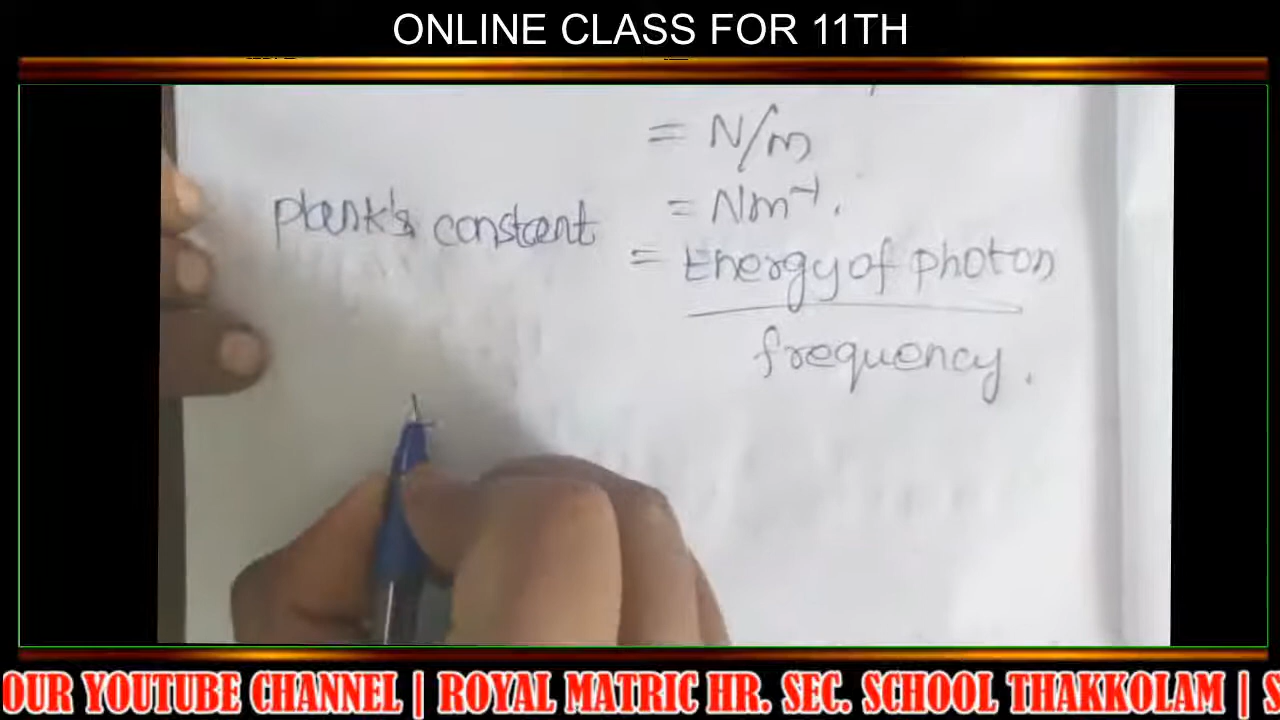 ONLINE CLASS FOR 11TH
= N/m
= Nm⁻¹.
plank's constant
= Energy of photon
frequency.
OUR YOUTUBE CHANNEL | ROYAL MATRIC HR. SEC. SCHOOL THAKKOLAM | S